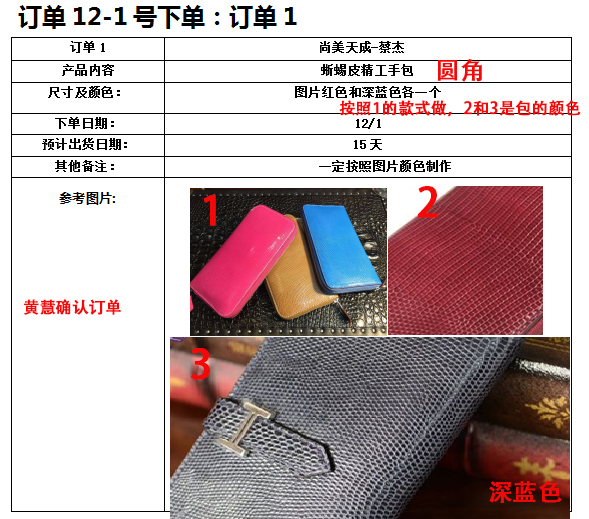 订单 12-1 号下单：订单 1
订单 1
尚美天成-蔡杰
产品内容
蜥蜴皮精工手包
圆角
尺寸及颜色：
图片红色和深蓝色各一个
按照1的款式做，2和3是包的颜色
下单日期：
12/1
预计出货日期：
15 天
其他备注：
一定按照图片颜色制作
参考图片:
1
2
黄慧确认订单
3
深蓝色